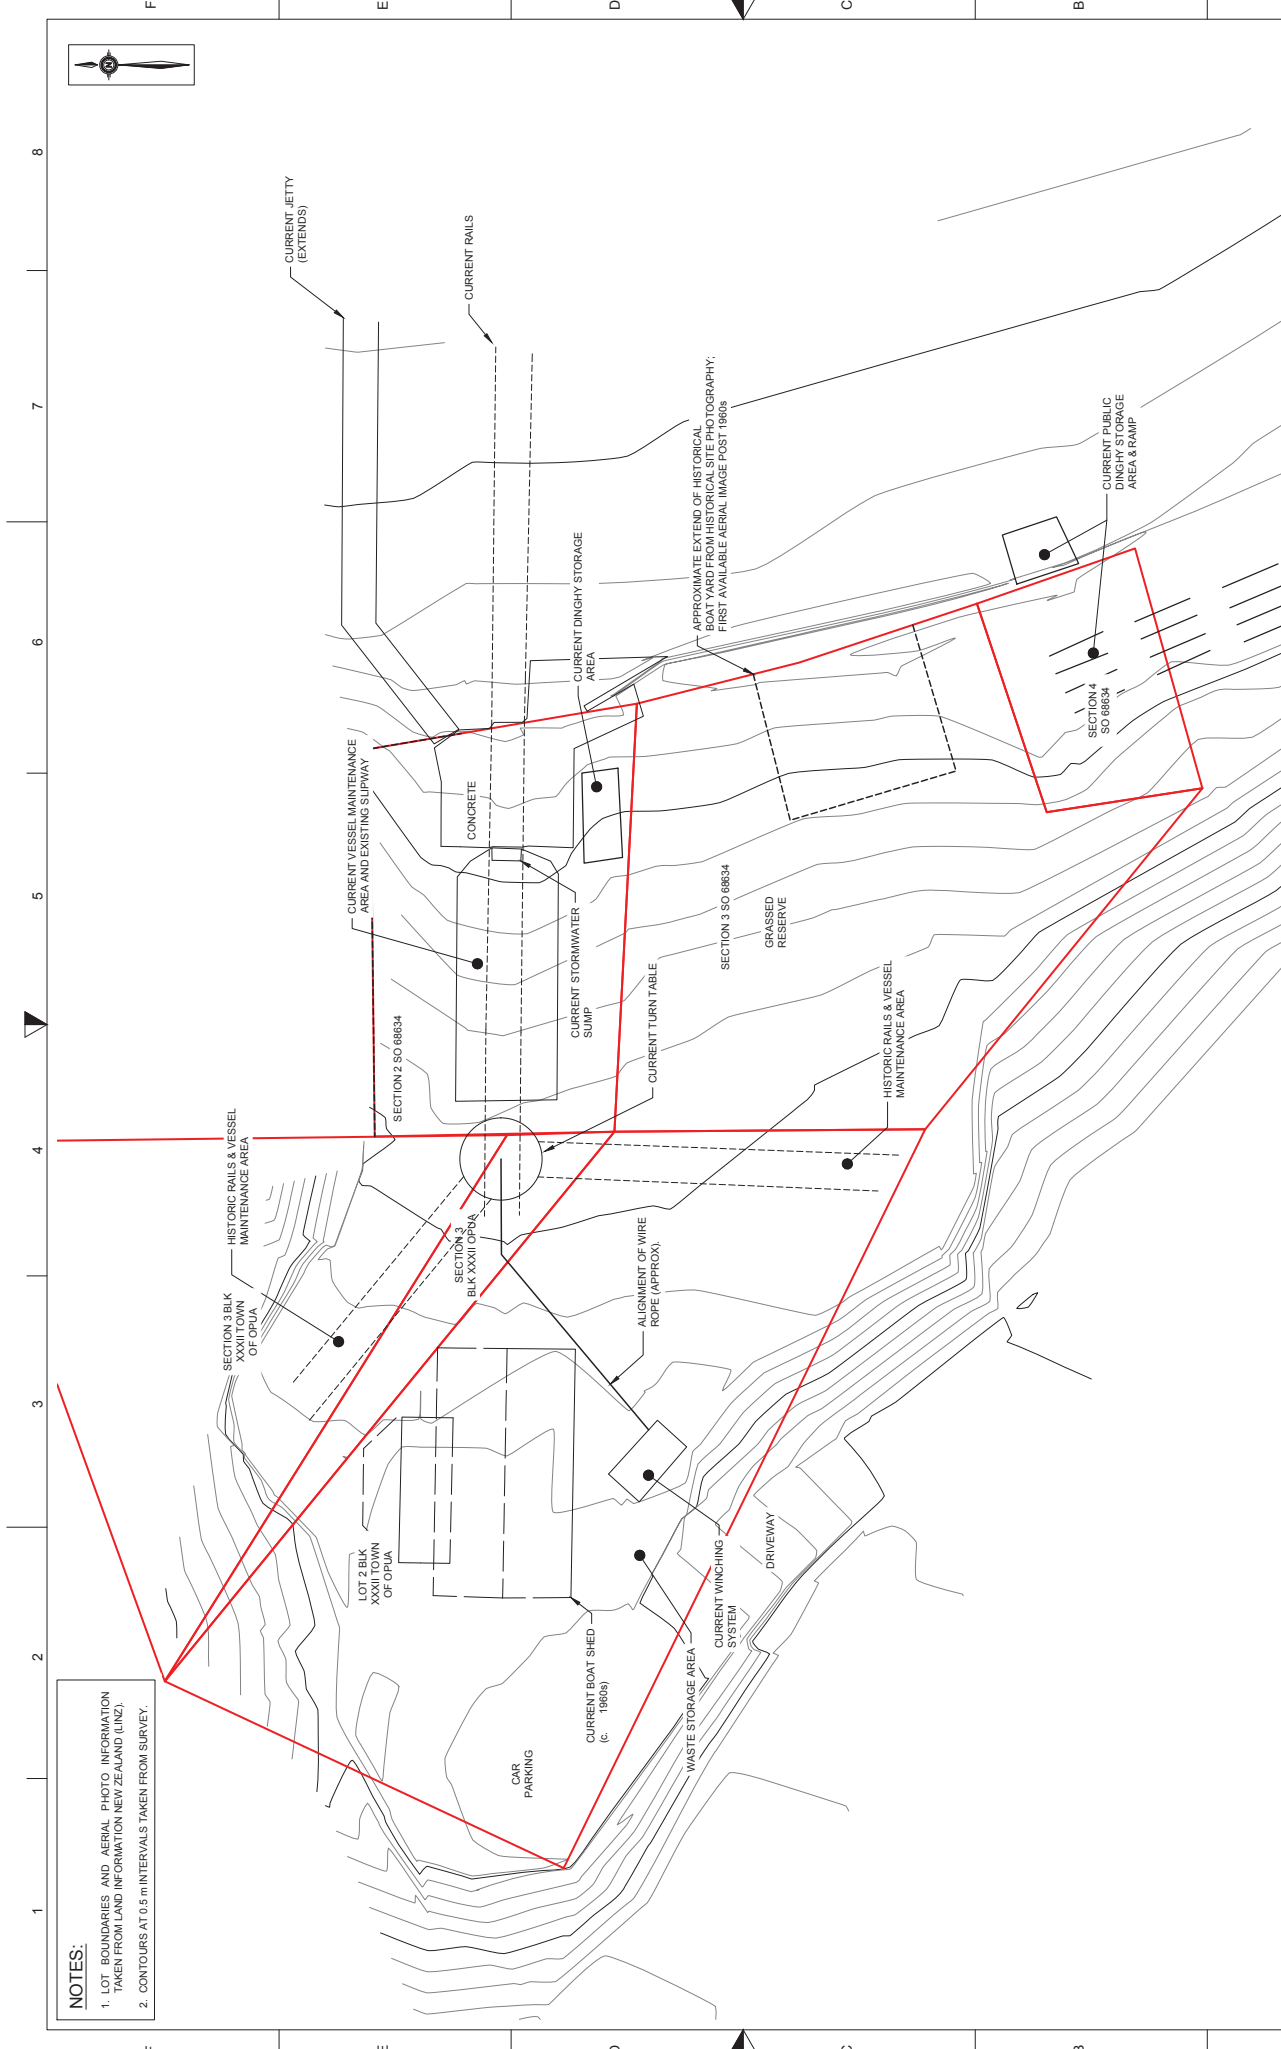 NOTES:
1. LOT BOUNDARIES AND AERIAL PHOTO INFORMATION
TAKEN FROM LAND INFORMATION NEW ZEALAND (LINZ).
2. CONTOURS AT 0.5 m INTERVALS TAKEN FROM SURVEY.
1
2
3
4
5
6
7
8
F
E
D
C
B
E
D
C
B
N
SECTION 3 BLK
XXXII TOWN
OF OPUA
HISTORIC RAILS & VESSEL
MAINTENANCE AREA
LOT 2 BLK
XXXII TOWN
OF OPUA
SECTION 3
BLK XXXII OPUA
SECTION 2 SO 68634
CURRENT VESSEL MAINTENANCE
AREA AND EXISTING SLIPWAY
CONCRETE
CURRENT JETTY
(EXTENDS)
CURRENT RAILS
CURRENT DINGHY STORAGE
AREA
CURRENT STORMWATER
SUMP
CURRENT TURN TABLE
CAR
PARKING
CURRENT BOAT SHED
(c. 1960s)
ALIGNMENT OF WIRE
ROPE (APPROX).
WASTE STORAGE AREA
CURRENT WINCHING
SYSTEM
DRIVEWAY
SECTION 3 SO 68634
GRASSED
RESERVE
APPROXIMATE EXTEND OF HISTORICAL
BOAT YARD FROM HISTORICAL SITE PHOTOGRAPHY;
FIRST AVAILABLE AERIAL IMAGE POST 1960s
HISTORIC RAILS & VESSEL
MAINTENANCE AREA
SECTION 4
SO 68634
CURRENT PUBLIC
DINGHY STORAGE
AREA & RAMP